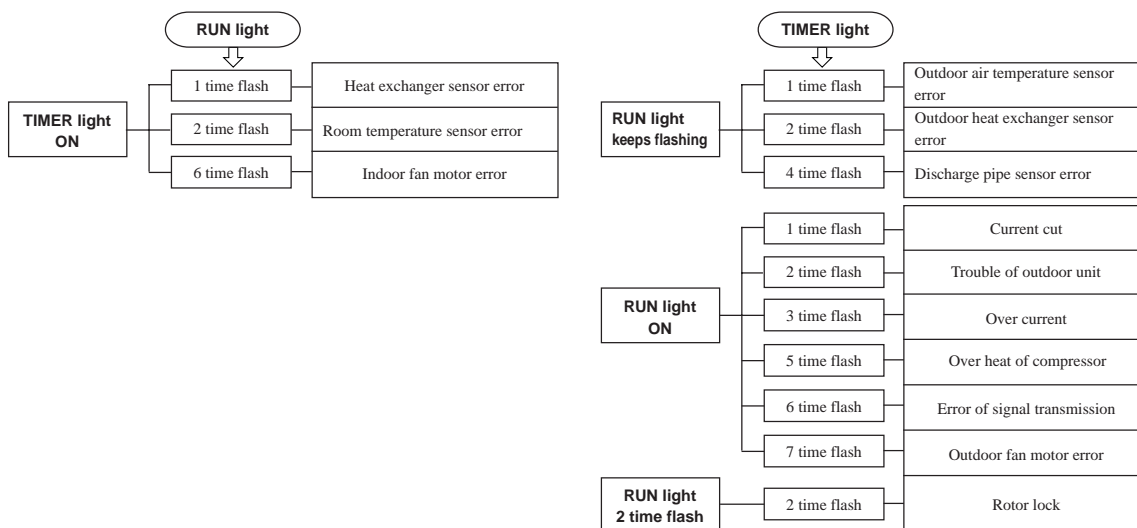 RUN light
1 time flash
Heat exchanger sensor error
TIMER light
ON
2 time flash
Room temperature sensor error
6 time flash
Indoor fan motor error
TIMER light
1 time flash
Outdoor air temperature sensor
error
RUN light
keeps flashing
2 time flash
Outdoor heat exchanger sensor
error
4 time flash
Discharge pipe sensor error
1 time flash
Current cut
2 time flash
Trouble of outdoor unit
RUN light
ON
3 time flash
Over current
5 time flash
Over heat of compressor
6 time flash
Error of signal transmission
7 time flash
Outdoor fan motor error
RUN light
2 time flash
2 time flash
Rotor lock